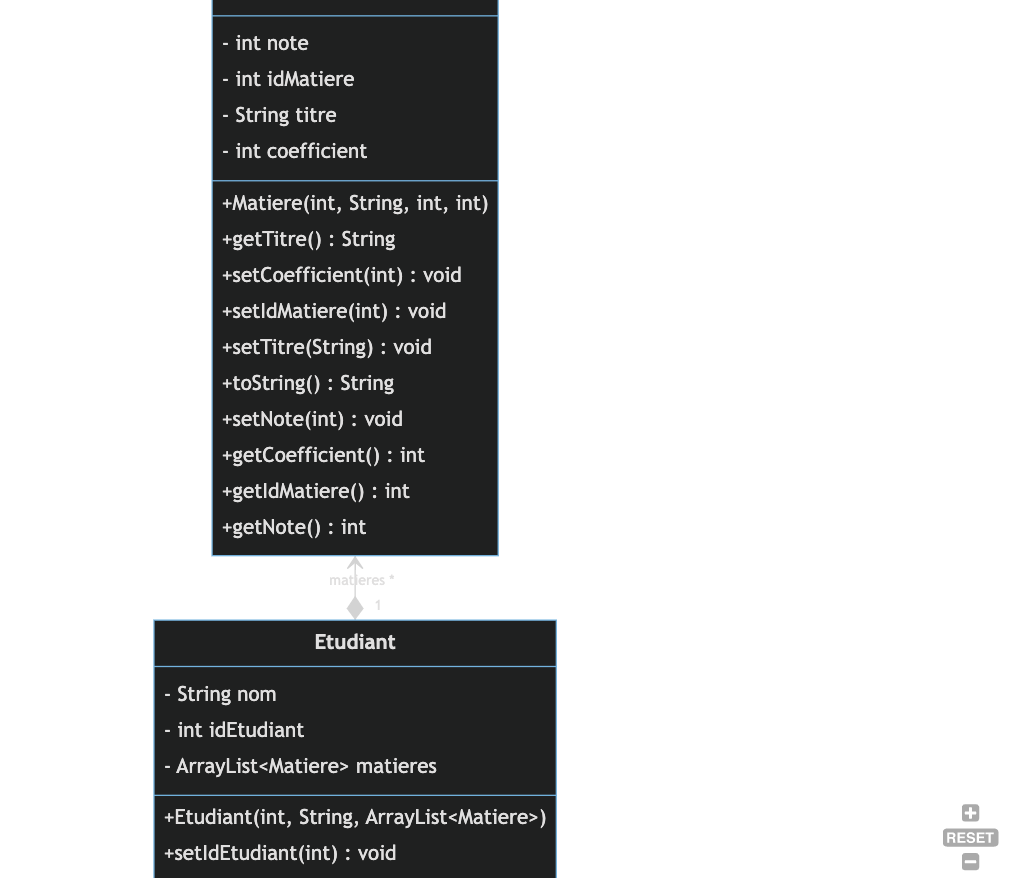 - int note
- int idMatiere
- String titre
- int coefficient
+Matiere(int, String, int, int)
+getTitre() : String
+setCoefficient(int) : void
+setIdMatiere(int) : void
+setTitre(String) : void
+toString() : String
+setNote(int) : void
+getCoefficient() : int
+getIdMatiere() : int
+getNote() : int
matieres *
1
Etudiant
- String nom
- int idEtudiant
- ArrayList<Matiere> matieres
+Etudiant(int, String, ArrayList<Matiere>)
+setIdEtudiant(int) : void
RESET